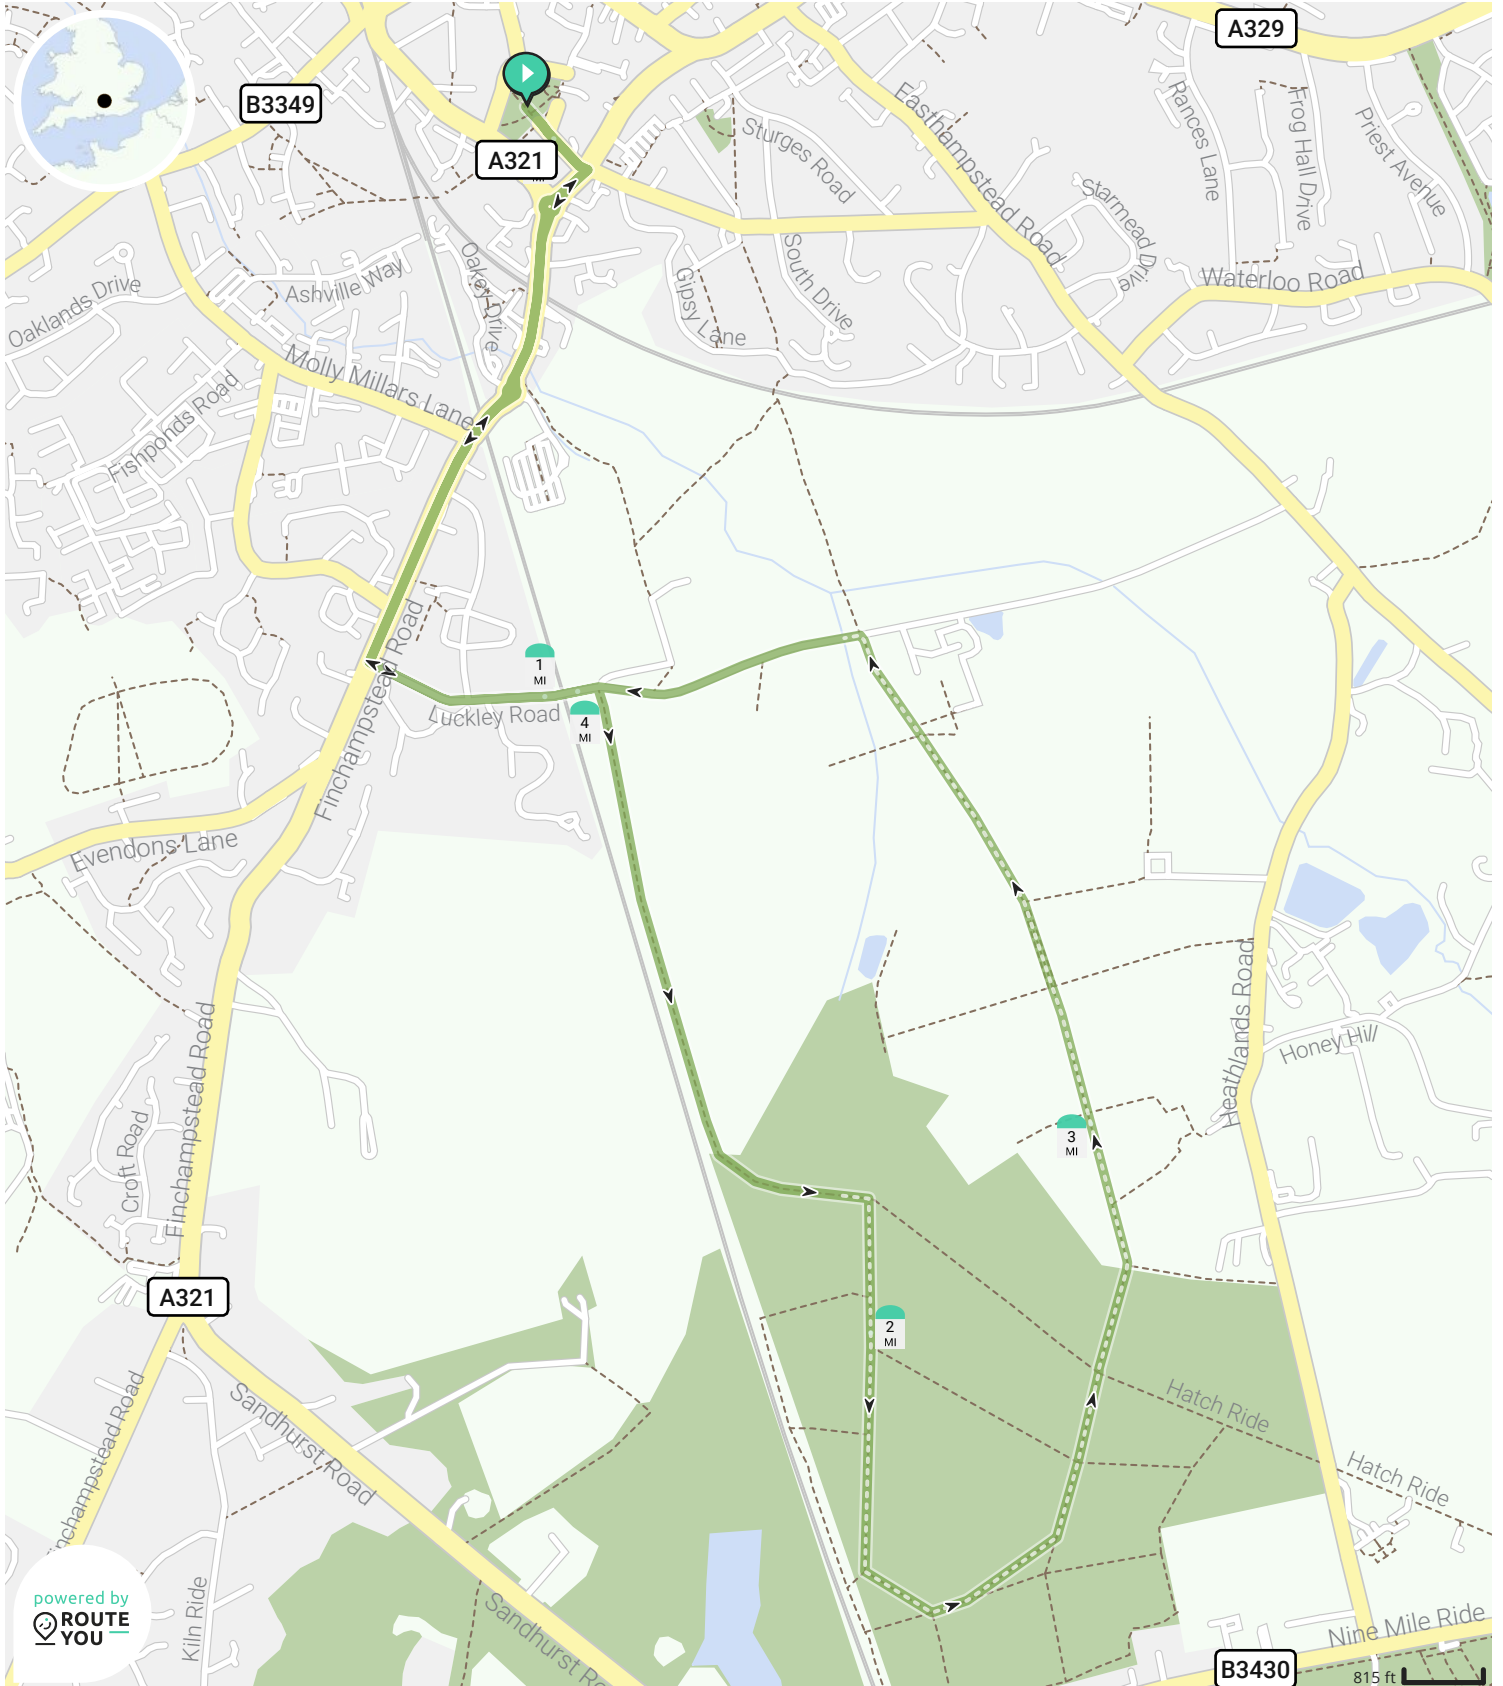 A329
B3349
A321
Easthampstead Road
Sturges Road
Rances Lane
Frog Hall Drive
Priest Avenue
Starmead Drive
Waterloo Road
South Drive
Gipsy Lane
Oakey Drive
Ashville Way
Oaklands Drive
Molly Millars Lane
Fishponds Road
Finchampstead Road
1
MI
Luckley Road
4
MI
Evendons Lane
Heathlands Road
Honey Hill
Finchampstead Road
Croft Road
3
MI
A321
2
MI
Hatch Ride
Hatch Ride
Sandhurst Road
nchampstead Road
Kiln Ride
Sandhurst Ro
Nine Mile Ride
B3430
815 ft
powered by
ROUTE
YOU